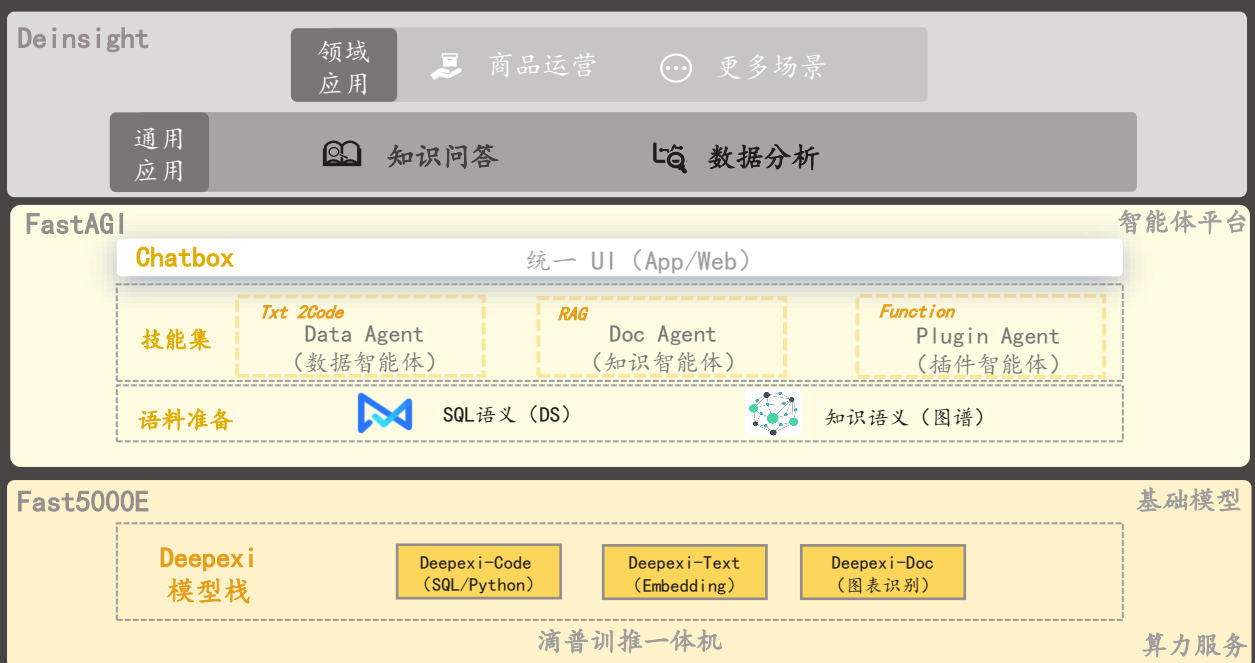 Deinsight
领域
应用
商品运营
更多场景
通用
应用
知识问答
数据分析
FastAGI
智能体平台
Chatbox
统一 UI（App/Web）
技能集
Txt 2Code
Data Agent
（数据智能体）
RAG
Doc Agent
（知识智能体）
Function
Plugin Agent
（插件智能体）
语料准备
SQL语义（DS）
知识语义（图谱）
Fast5000E
基础模型
Deepexi
模型栈
Deepexi-Code
（SQL/Python）
Deepexi-Text
（Embedding）
Deepexi-Doc
（图表识别）
滴普训推一体机
算力服务